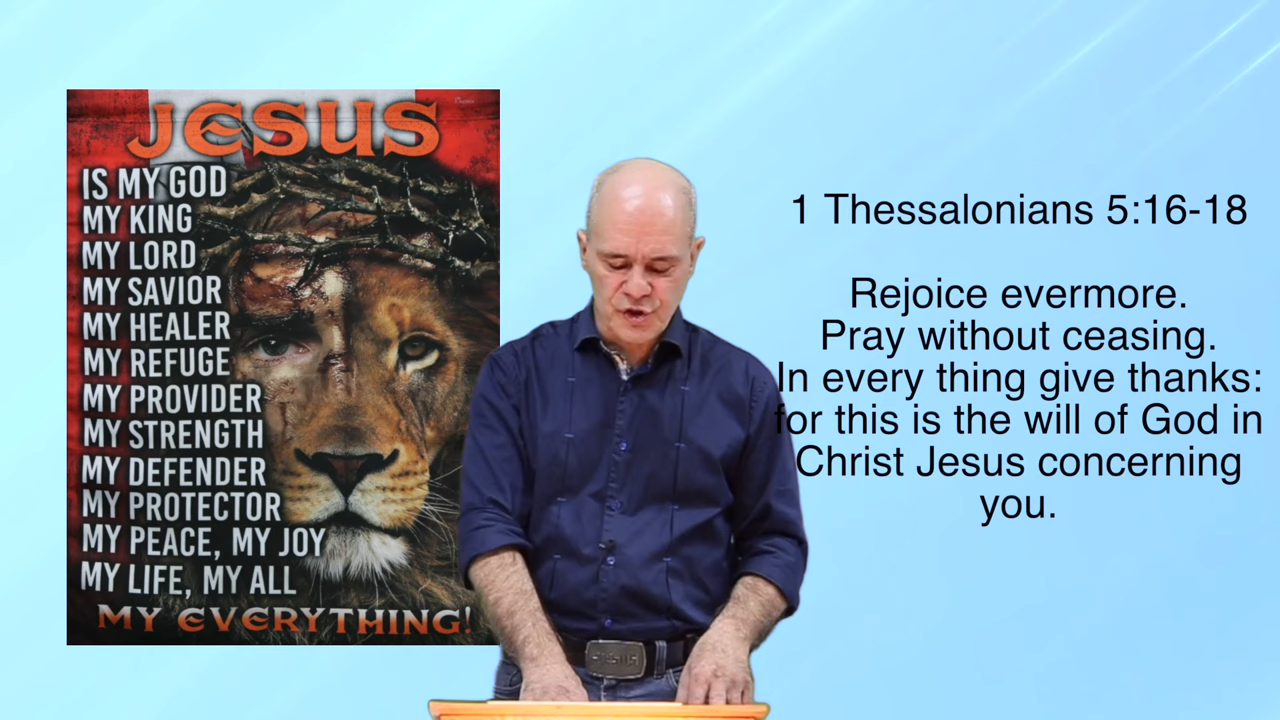 JESUS
IS MY GOD
MY KING
MY LORD
MY SAVIOR
MY HEALER
MY REFUGE
MY PROVIDER
MY STRENGTH
MY DEFENDER
MY PROTECTOR
MY PEACE, MY JOY
MY LIFE, MY ALL
MY EVERYTHING!
1 Thessalonians 5:16-18
Rejoice evermore.
Pray without ceasing.
In every thing give thanks:
for this is the will of God in
Christ Jesus concerning
you.
JESUS